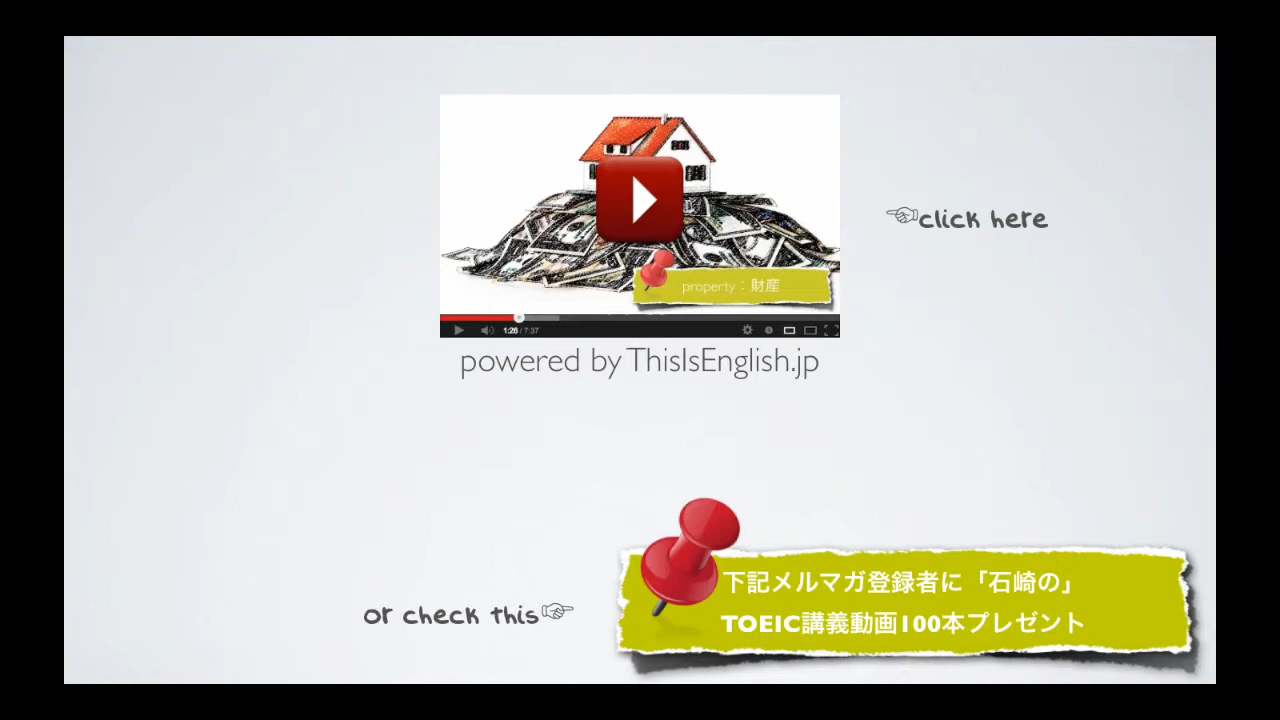 property：財産
☜click here
1:26 / 7:37
powered by ThisIsEnglish.jp
下記メルマガ登録者に「石崎の」
or check this☞
TOEIC講義動画100本プレゼント